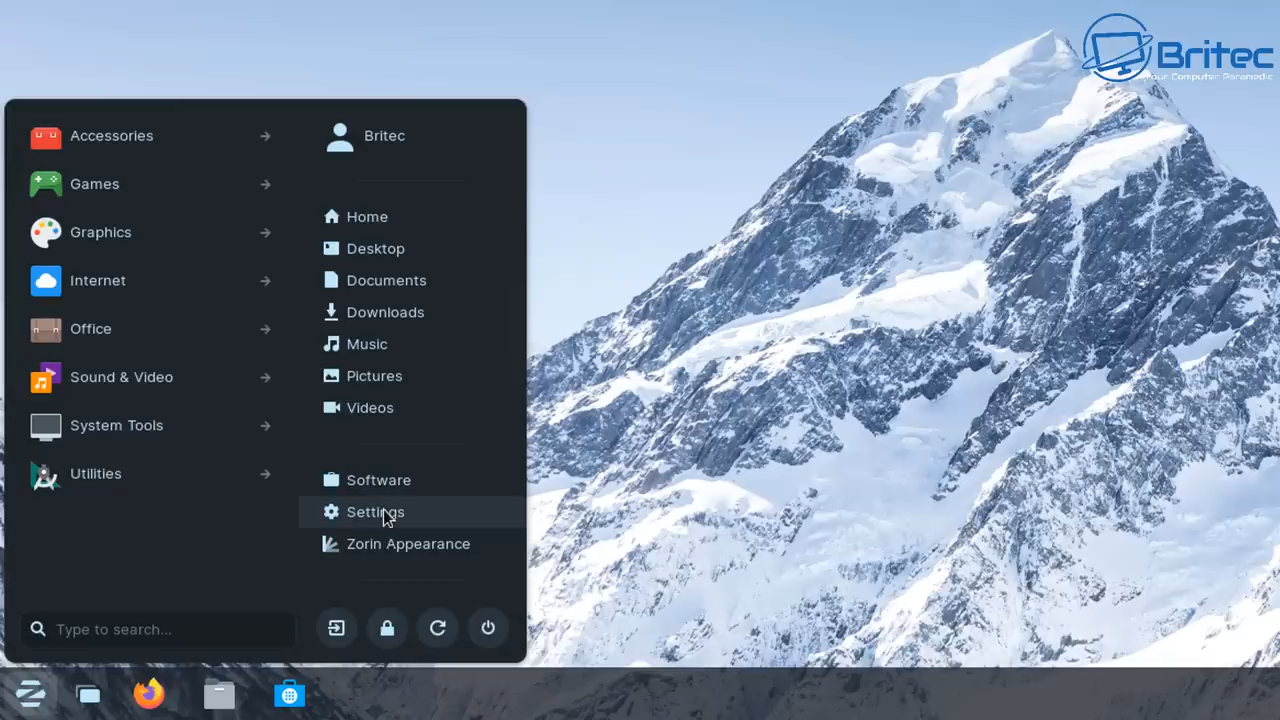 Britec
Your Computer Paramedic
Accessories
Games
Graphics
Internet
Office
Sound & Video
System Tools
Utilities
Type to search...
Britec
Home
Desktop
Documents
Downloads
Music
Pictures
Videos
Software
Settings
Zorin Appearance